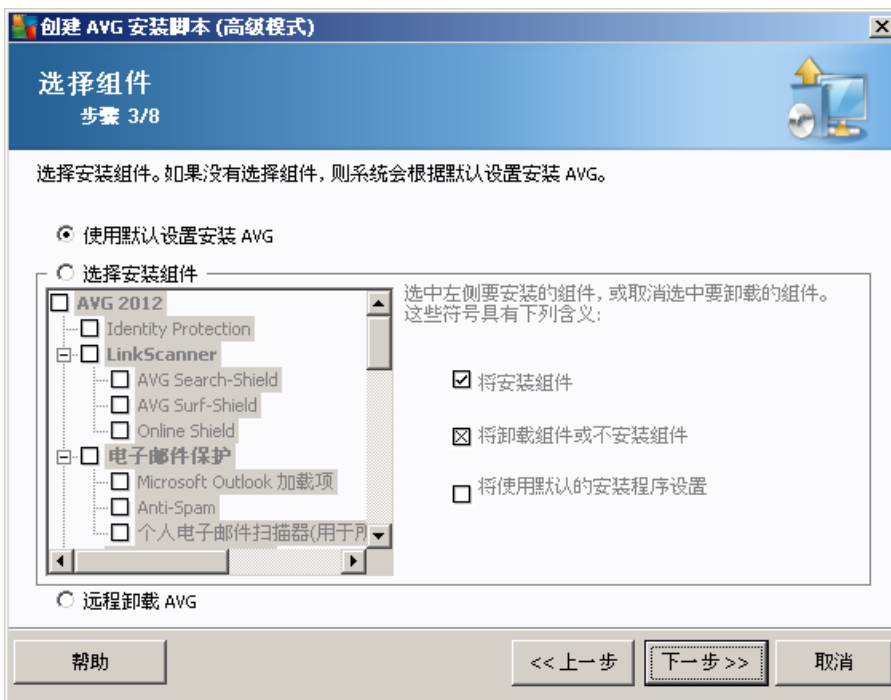 创建 AVG 安装脚本 (高级模式)
选择组件
步骤 3/8
选择安装组件。如果没有选择组件，则系统会根据默认设置安装 AVG。
使用默认设置安装 AVG
选择安装组件
AVG 2012
Identity Protection
LinkScanner
AVG Search-Shield
AVG Surf-Shield
Online Shield
电子邮件保护
Microsoft Outlook 加载项
Anti-Spam
个人电子邮件扫描器(用于
选中左侧要安装的组件，或取消选中要卸载的组件。
这些符号具有下列含义:
将安装组件
将卸载组件或不安装组件
将使用默认的安装程序设置
远程卸载 AVG
帮助
<< 上一步
下一步 >>
取消